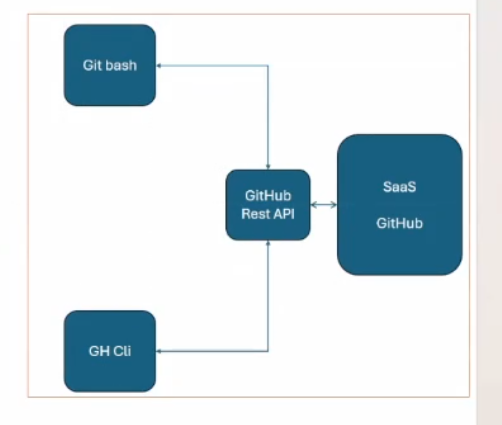 Git bash
GitHub
Rest API
SaaS
GitHub
GH Cli